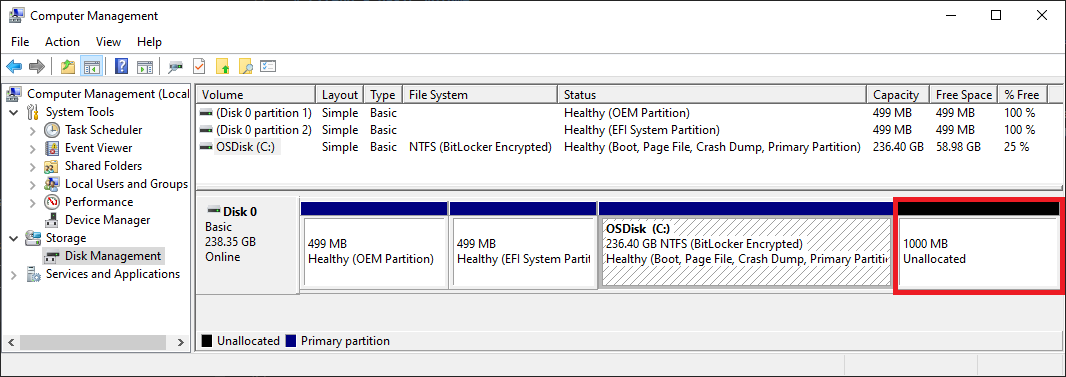 Computer Management
File Action View Help
Computer Management (Local
System Tools
Task Scheduler
Event Viewer
Shared Folders
Local Users and Groups
Performance
Device Manager
Storage
Disk Management
Services and Applications
Volume Layout Type File System Status Capacity Free Space % Free
(Disk 0 partition 1) Simple Basic Healthy (OEM Partition) 499 MB 499 MB 100 %
(Disk 0 partition 2) Simple Basic Healthy (EFI System Partition) 499 MB 499 MB 100 %
OSDisk (C:) Simple Basic NTFS (BitLocker Encrypted) Healthy (Boot, Page File, Crash Dump, Primary Partition) 236.40 GB 58.98 GB 25 %
Disk 0
Basic
238.35 GB
Online
499 MB
Healthy (OEM Partition)
499 MB
Healthy (EFI System Partit
OSDisk (C:)
236.40 GB NTFS (BitLocker Encrypted)
Healthy (Boot, Page File, Crash Dump, Primary Partitio
1000 MB
Unallocated
Unallocated Primary partition